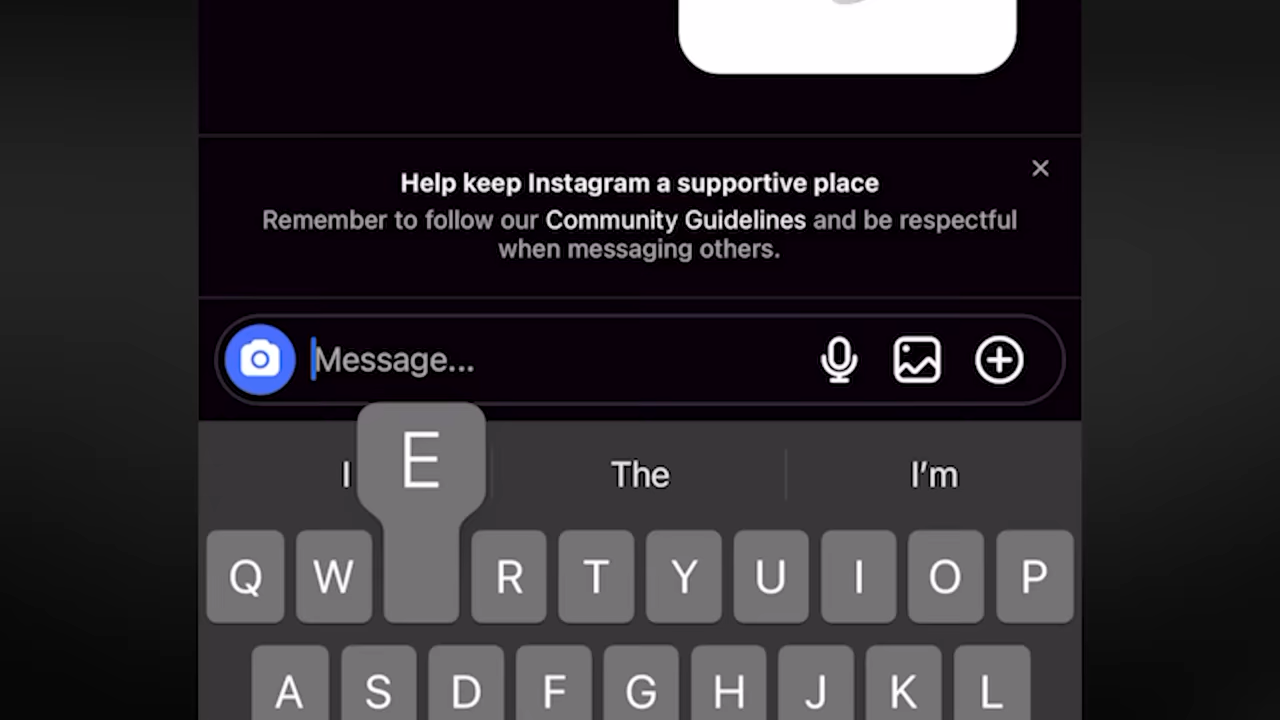 Help keep Instagram a supportive place
Remember to follow our Community Guidelines and be respectful
when messaging others.
Message...
I
The
I’m
E
Q W R T Y U I O P
A S D F G H J K L